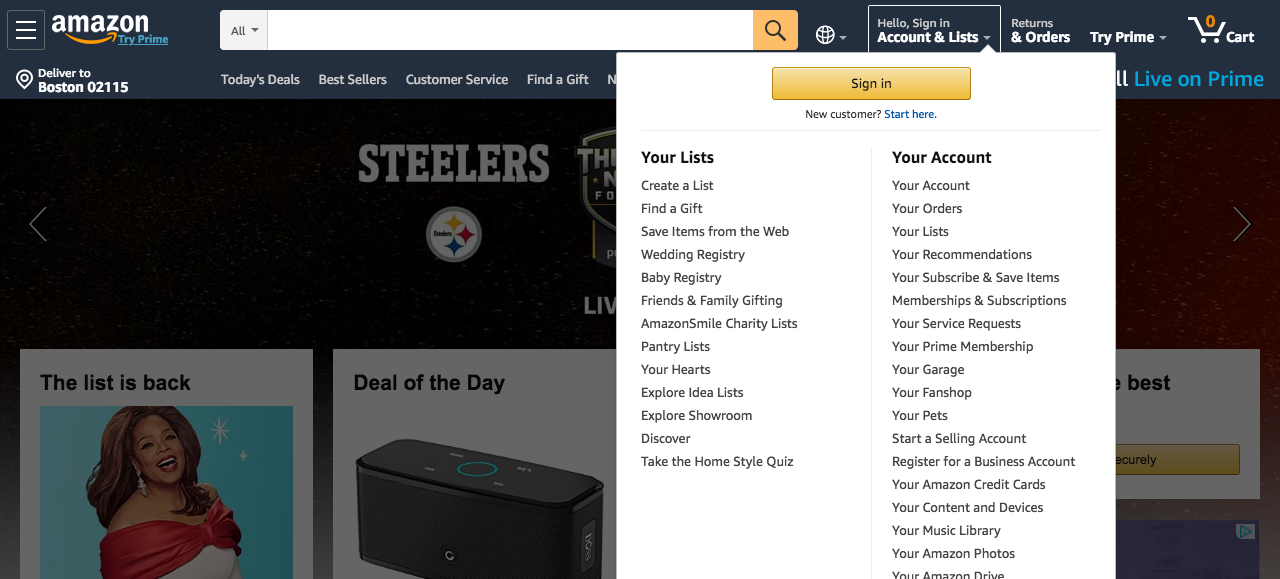 amazon
Try Prime
All
Hello, Sign in
Account & Lists
Returns
& Orders
Try Prime
0
Cart
Deliver to
Boston 02115
Today's Deals
Best Sellers
Customer Service
Find a Gift
N
ll Live on Prime
Sign in
New customer? Start here.
STEELERS
Steelers
LIV
Your Lists
Create a List
Find a Gift
Save Items from the Web
Wedding Registry
Baby Registry
Friends & Family Gifting
AmazonSmile Charity Lists
Pantry Lists
Your Hearts
Explore Idea Lists
Explore Showroom
Discover
Take the Home Style Quiz
Your Account
Your Account
Your Orders
Your Lists
Your Recommendations
Your Subscribe & Save Items
Memberships & Subscriptions
Your Service Requests
Your Prime Membership
Your Garage
Your Fanshop
Your Pets
Start a Selling Account
Register for a Business Account
Your Amazon Credit Cards
Your Content and Devices
Your Music Library
Your Amazon Photos
Your Amazon Drive
The list is back
Deal of the Day
e best
ecurely